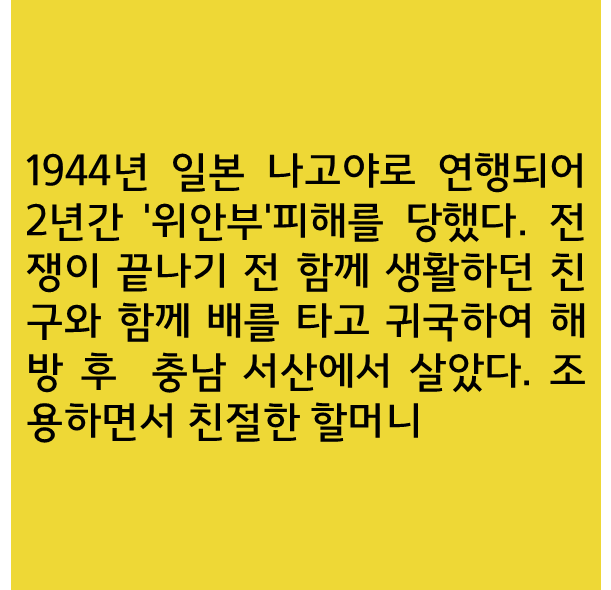 1944년 일본 나고야로 연행되어
2년간 '위안부'피해를 당했다. 전
쟁이 끝나기 전 함께 생활하던 친
구와 함께 배를 타고 귀국하여 해
방 후 충남 서산에서 살았다. 조
용하면서 친절한 할머니